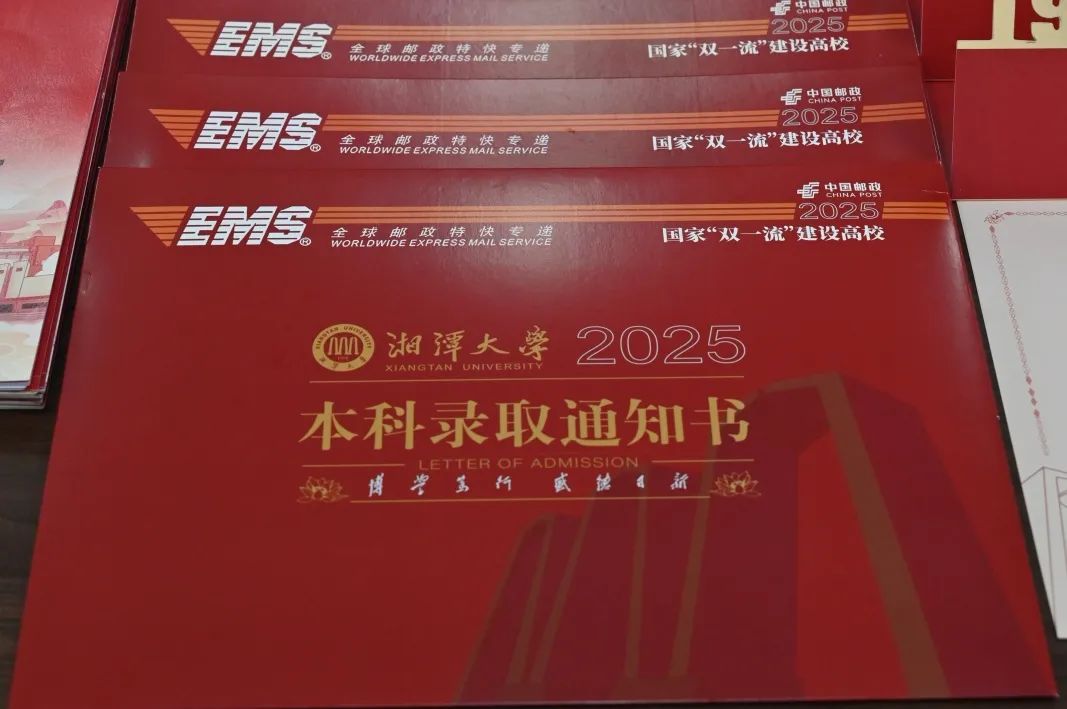 19
中国邮政
CHINA POST
2025
EMS®
全球邮政特快专递
WORLDWIDE EXPRESS MAIL SERVICE
国家“双一流”建设高校
中国邮政
CHINA POST
2025
EMS®
全球邮政特快专递
WORLDWIDE EXPRESS MAIL SERVICE
国家“双一流”建设高校
中国邮政
CHINA POST
2025
EMS®
全球邮政特快专递
WORLDWIDE EXPRESS MAIL SERVICE
国家“双一流”建设高校
XIANGTAN UNIVERSITY
湘潭大学 2025
XIANGTAN UNIVERSITY
本科录取通知书
LETTER OF ADMISSION
博学笃行 盛德日新